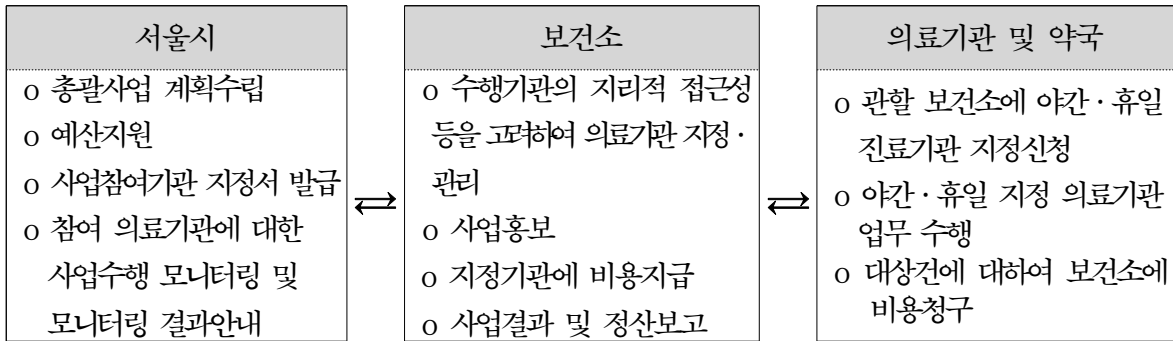 서울시
o 총괄사업 계획수립
o 예산지원
o 사업참여기관 지정서 발급
o 참여 의료기관에 대한
사업수행 모니터링 및
모니터링 결과안내
보건소
o 수행기관의 지리적 접근성
등을 고려하여 의료기관 지정·
관리
o 사업홍보
o 지정기관에 비용지급
o 사업결과 및 정산보고
의료기관 및 약국
o 관할 보건소에 야간·휴일
진료기관 지정신청
o 야간·휴일 지정 의료기관
업무 수행
o 대상건에 대하여 보건소에
비용청구